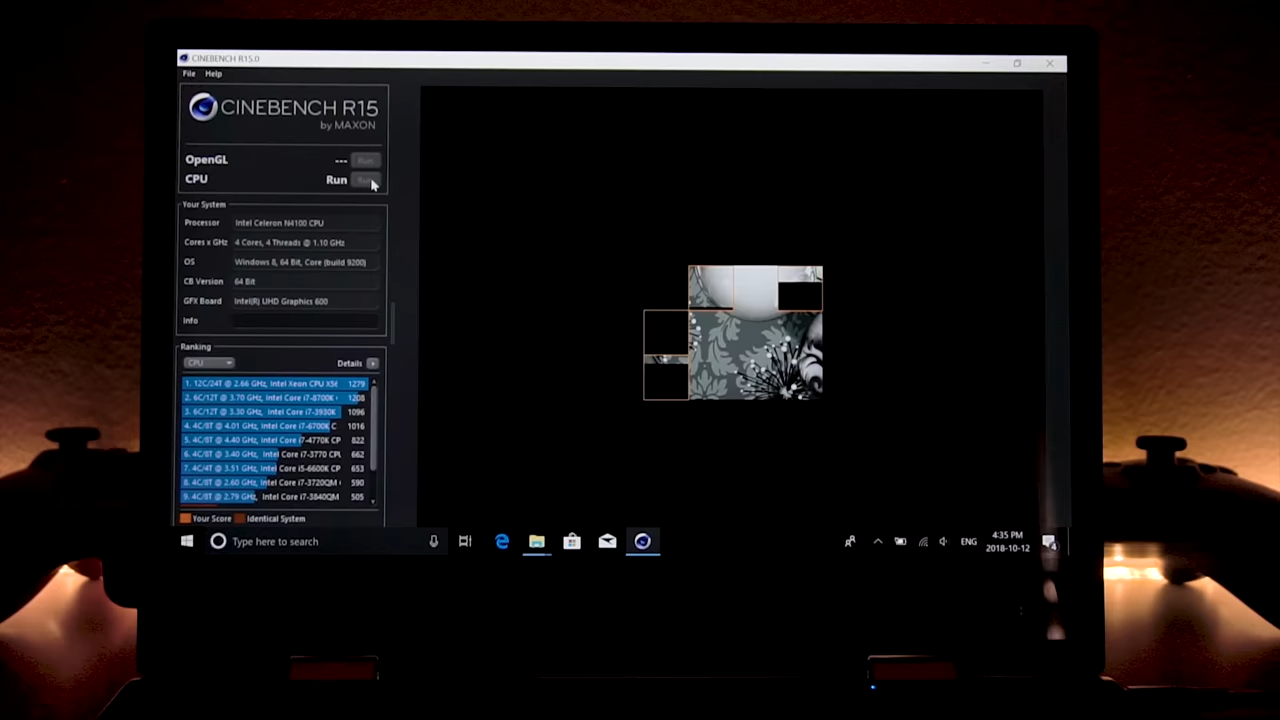 CINEBENCH R15.0
File Help
CINEBENCH R15
by MAXON
OpenGL --- Run
CPU Run
Your System
Processor Intel Celeron N4100 CPU
Cores x GHz 4 Cores, 4 Threads @ 1.10 GHz
OS Windows 8, 64 Bit, Core (build 9200)
CB Version 64 Bit
GFX Board Intel(R) UHD Graphics 600
Info
Ranking
CPU Details
1. 12C/24T @ 2.66 GHz, Intel Xeon CPU X56 1279
2. 6C/12T @ 3.70 GHz, Intel Core i7-8700K 1208
3. 6C/12T @ 3.30 GHz, Intel Core i7-3930K 1096
4. 4C/8T @ 4.01 GHz, Intel Core i7-6700K C 1016
5. 4C/8T @ 4.40 GHz, Intel Core i7-4770K CP 822
6. 4C/8T @ 3.40 GHz, Intel Core i7-3770 CPU 662
7. 4C/4T @ 3.51 GHz, Intel Core i5-6600K CP 653
8. 4C/8T @ 2.60 GHz, Intel Core i7-3720QM 590
9. 4C/8T @ 2.79 GHz, Intel Core i7-3840QM 505
Your Score Identical System
Type here to search
ENG
4:35 PM
2018-10-12
4